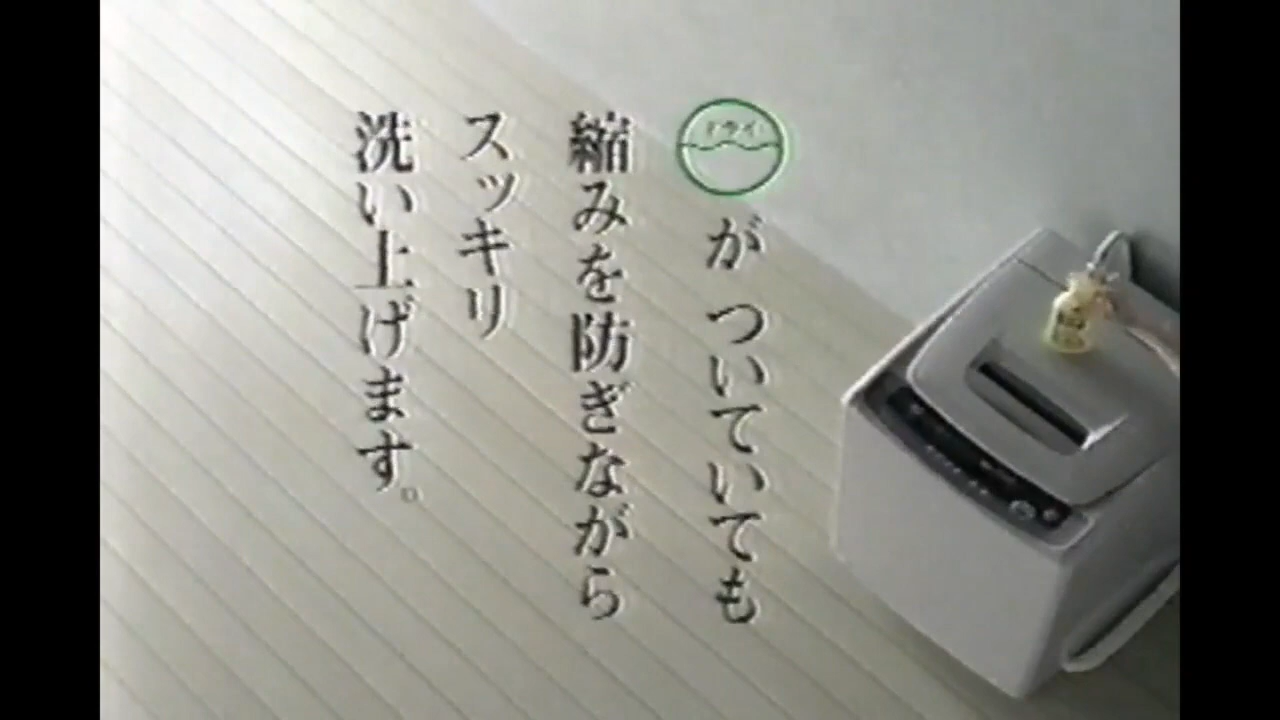 ドライ
が ついていても
縮みを防ぎながら
スッキリ
洗い上げます。